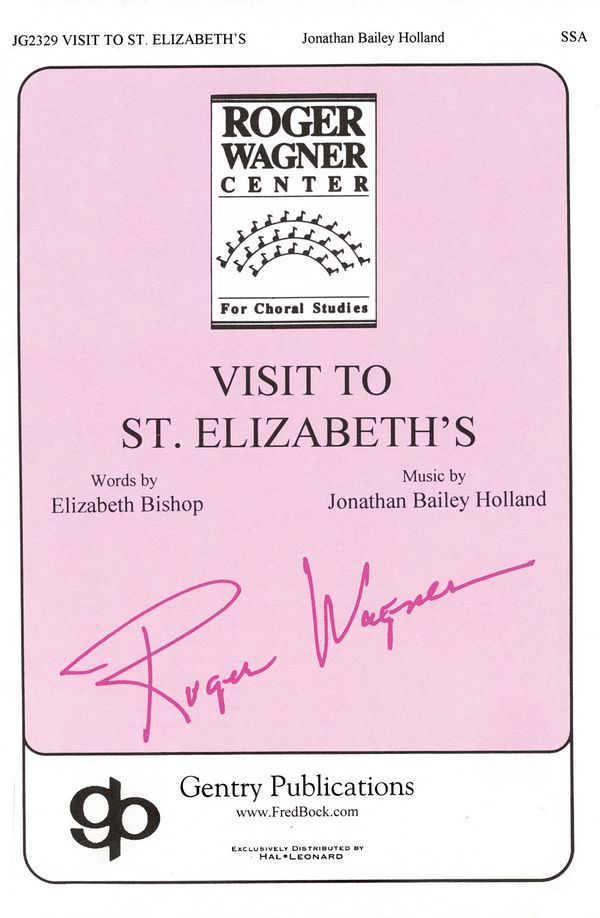 JG2329 VISIT TO ST. ELIZABETH'S Jonathan Bailey Holland SSA
ROGER
WAGNER
CENTER
For Choral Studies
VISIT TO
ST. ELIZABETH'S
Words by
Elizabeth Bishop
Music by
Jonathan Bailey Holland
Roger Wagner
gp Gentry Publications
www.FredBock.com
EXCLUSIVELY DISTRIBUTED BY
HAL•LEONARD